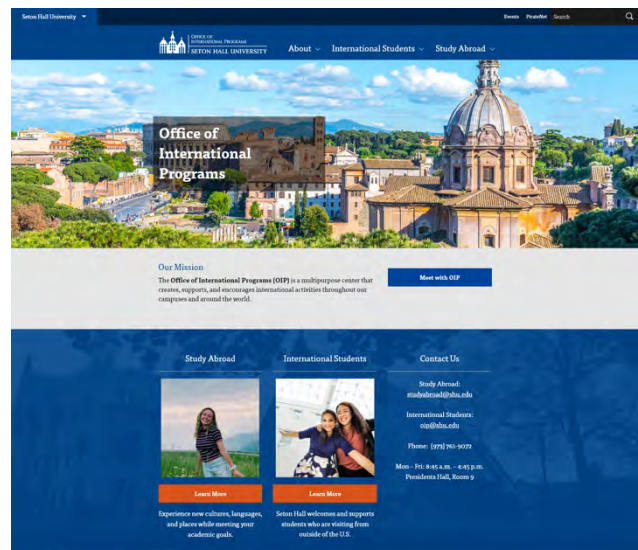 Seton Hall University
Events PirateNet Search
OFFICE OF
INTERNATIONAL PROGRAMS
SETON HALL UNIVERSITY
About International Students Study Abroad
Office of
International
Programs
Our Mission
The Office of International Programs (OIP) is a multipurpose center that
creates, supports, and encourages international activities throughout our
campuses and around the world.
Meet with OIP
Study Abroad
Learn More
Experience new cultures, languages,
and places while meeting your
academic goals.
International Students
Learn More
Seton Hall welcomes and supports
students who are visiting from
outside of the U.S.
Contact Us
Study Abroad:
studyabroad@shu.edu
International Students:
oip@shu.edu
Phone: (973) 761-9072
Mon - Fri: 8:45 a.m. - 4:45 p.m.
Presidents Hall, Room 9